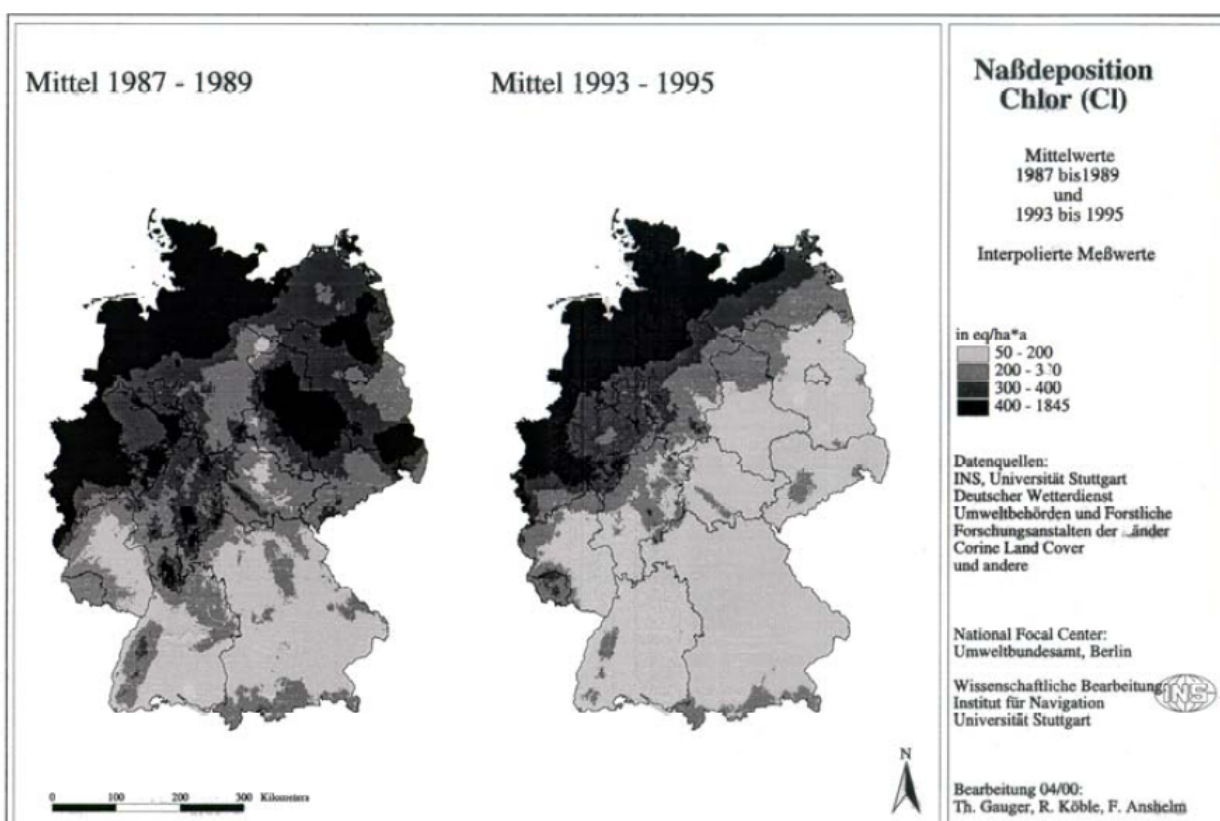 Mittel 1987 - 1989
Mittel 1993 - 1995
Naßdeposition
Chlor (Cl)
Mittelwerte
1987 bis1989
und
1993 bis 1995
Interpolierte Meßwerte
in eq/ha*a
50 - 200
200 -
300 - 400
400 - 1845
Datenquellen:
INS, Universität Stuttgart
Deutscher Wetterdienst
Umweltbehörden und Forstliche
Forschungsanstalten der
Corine Land Cover
und andere
National Focal Center:
Umweltbundesamt, Berlin
Wissenschaftliche Bearbeitung:
Institut für Navigation
Universität Stuttgart
INS
N
0 100 200 300 Kilometers
Bearbeitung 04/00:
Th. Gauger, R. Köble, F. Anshelm